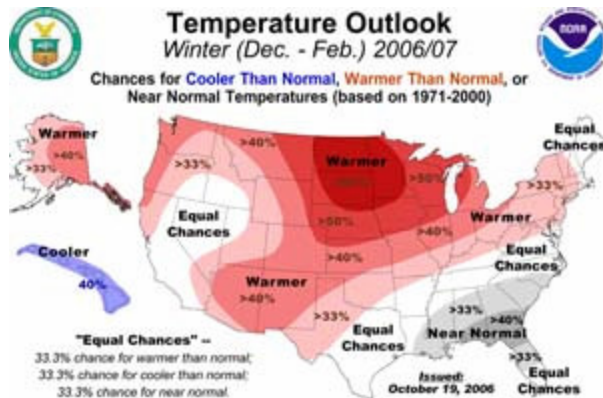 Temperature Outlook
Winter (Dec. - Feb.) 2006/07
NOAA
Chances for Cooler Than Normal, Warmer Than Normal, or
Near Normal Temperatures (based on 1971-2000)
Warmer
>40%
>33%
>40%
>33%
Warmer
>50%
Equal
Chances
>33%
Equal
Chances
>50%
Warmer
>40%
Equal
Chances
>40%
Cooler
40%
Warmer
>40%
>33%
Equal
Chances
>33%
>40%
Near Normal
>33%
Equal
Chances
"Equal Chances" --
33.3% chance for warmer than normal;
33.3% chance for cooler than normal;
33.3% chance for near normal.
Issued:
October 19, 2006